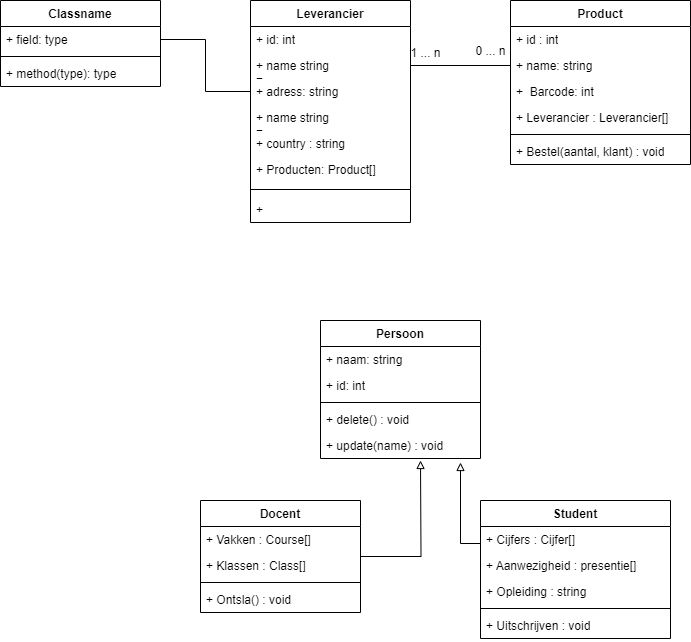 Classname
+ field: type
+ method(type): type
Leverancier
+ id: int
+ name string
+ adress: string
+ name string
+ country : string
+ Producten: Product[]
+
1 ... n
0 ... n
Product
+ id : int
+ name: string
+ Barcode: int
+ Leverancier : Leverancier[]
+ Bestel(aantal, klant) : void
Persoon
+ naam: string
+ id: int
+ delete() : void
+ update(name) : void
Docent
+ Vakken : Course[]
+ Klassen : Class[]
+ Ontsla() : void
Student
+ Cijfers : Cijfer[]
+ Aanwezigheid : presentie[]
+ Opleiding : string
+ Uitschrijven : void